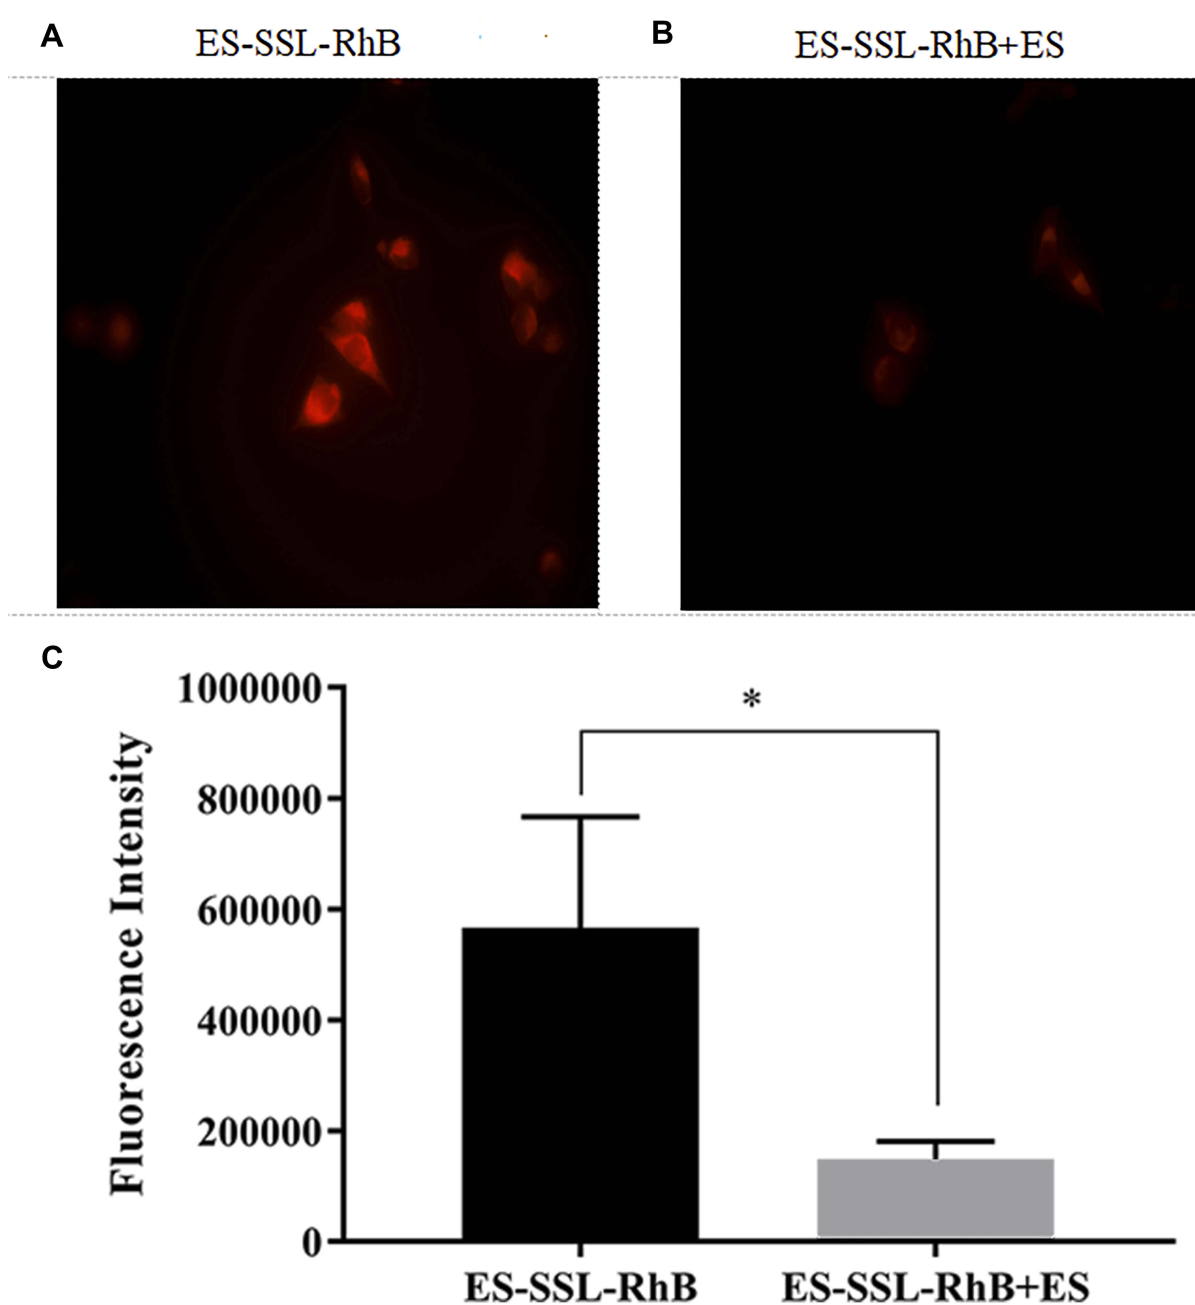 A
ES-SSL-RhB
B
ES-SSL-RhB+ES
C
Fluorescence Intensity
1000000
800000
600000
400000
200000
0
*
ES-SSL-RhB
ES-SSL-RhB+ES